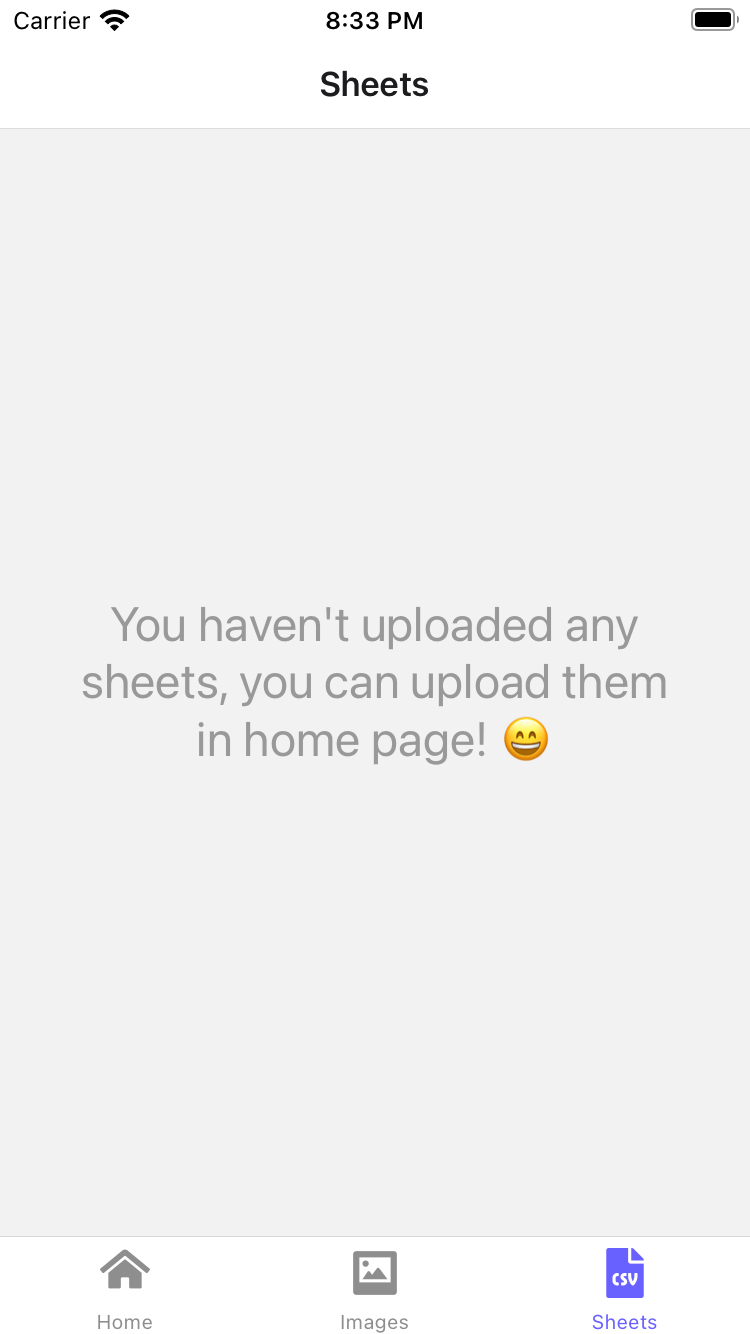 Carrier 8:33 PM
Sheets
You haven't uploaded any
sheets, you can upload them
in home page! 😄
CSV
Home Images Sheets